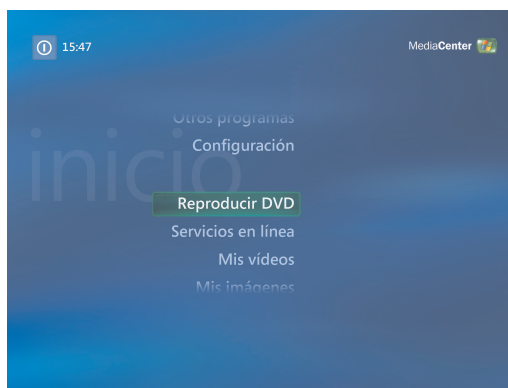 15:47
MediaCenter
inicio
Otros programas
Configuración
Reproducir DVD
Servicios en línea
Mis vídeos
Mis imágenes